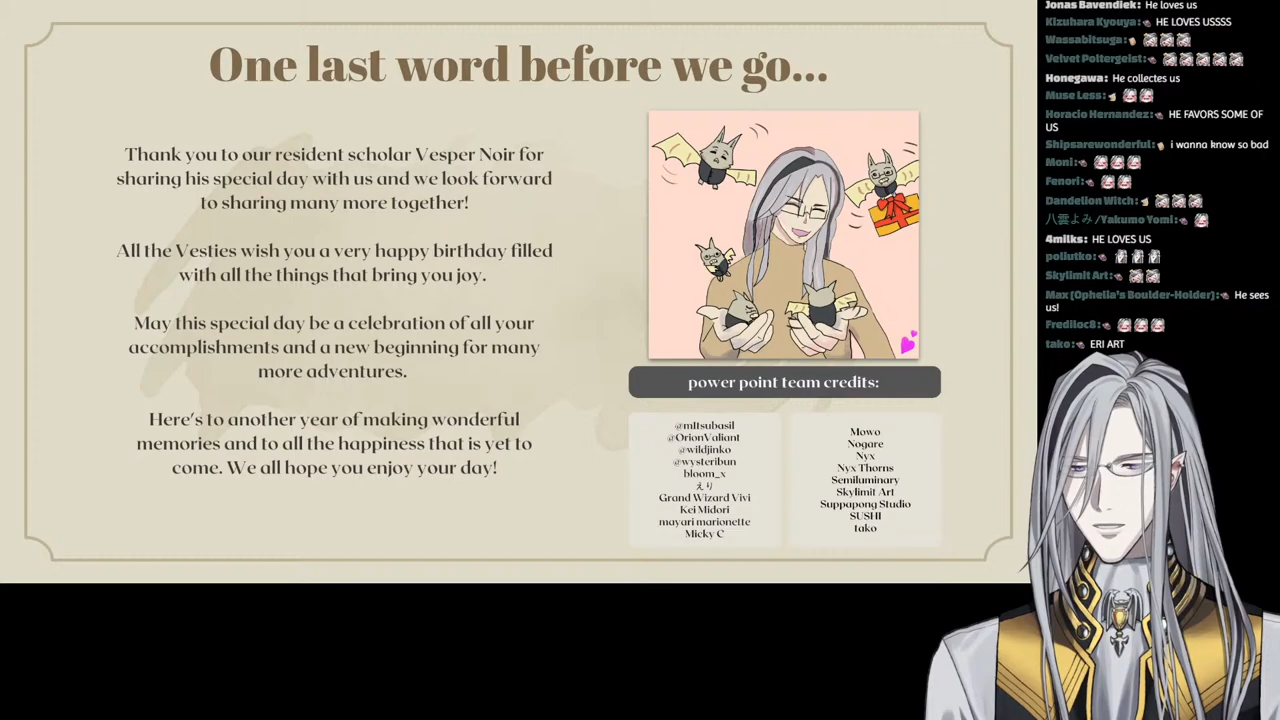 One last word before we go...
Thank you to our resident scholar Vesper Noir for
sharing his special day with us and we look forward
to sharing many more together!
All the Vesties wish you a very happy birthday filled
with all the things that bring you joy.
May this special day be a celebration of all your
accomplishments and a new beginning for many
more adventures.
Here's to another year of making wonderful
memories and to all the happiness that is yet to
come. We all hope you enjoy your day!
power point team credits:
@mItsubasil
@OrionValiant
@wildjinko
@wysteribun
bloom_x
えり
Grand Wizard Vivi
Kei Midori
mayari marionette
Micky C
Mowo
Nogare
Nyx
Nyx Thorns
Semiluminary
Skylimit Art
Suppapong Studio
SUSHI
tako
Jonas Bavendiek: He loves us
Kizuhara Kyouya: HE LOVES USSSS
Wassabitsuga:
Velvet Poltergeist:
Honegawa: He collectes us
Muse Less:
Horacio Hernandez: HE FAVORS SOME OF
US
Shipsarewonderful: i wanna know so bad
Moni:
Fenori:
Dandelion Witch:
八雲よみ/Yakumo Yomi:
4milks: HE LOVES US
poliutko:
Skylimit Art:
Max (Ophelia's Boulder-Holder): He sees
us!
Frediloc8:
tako: ERI ART